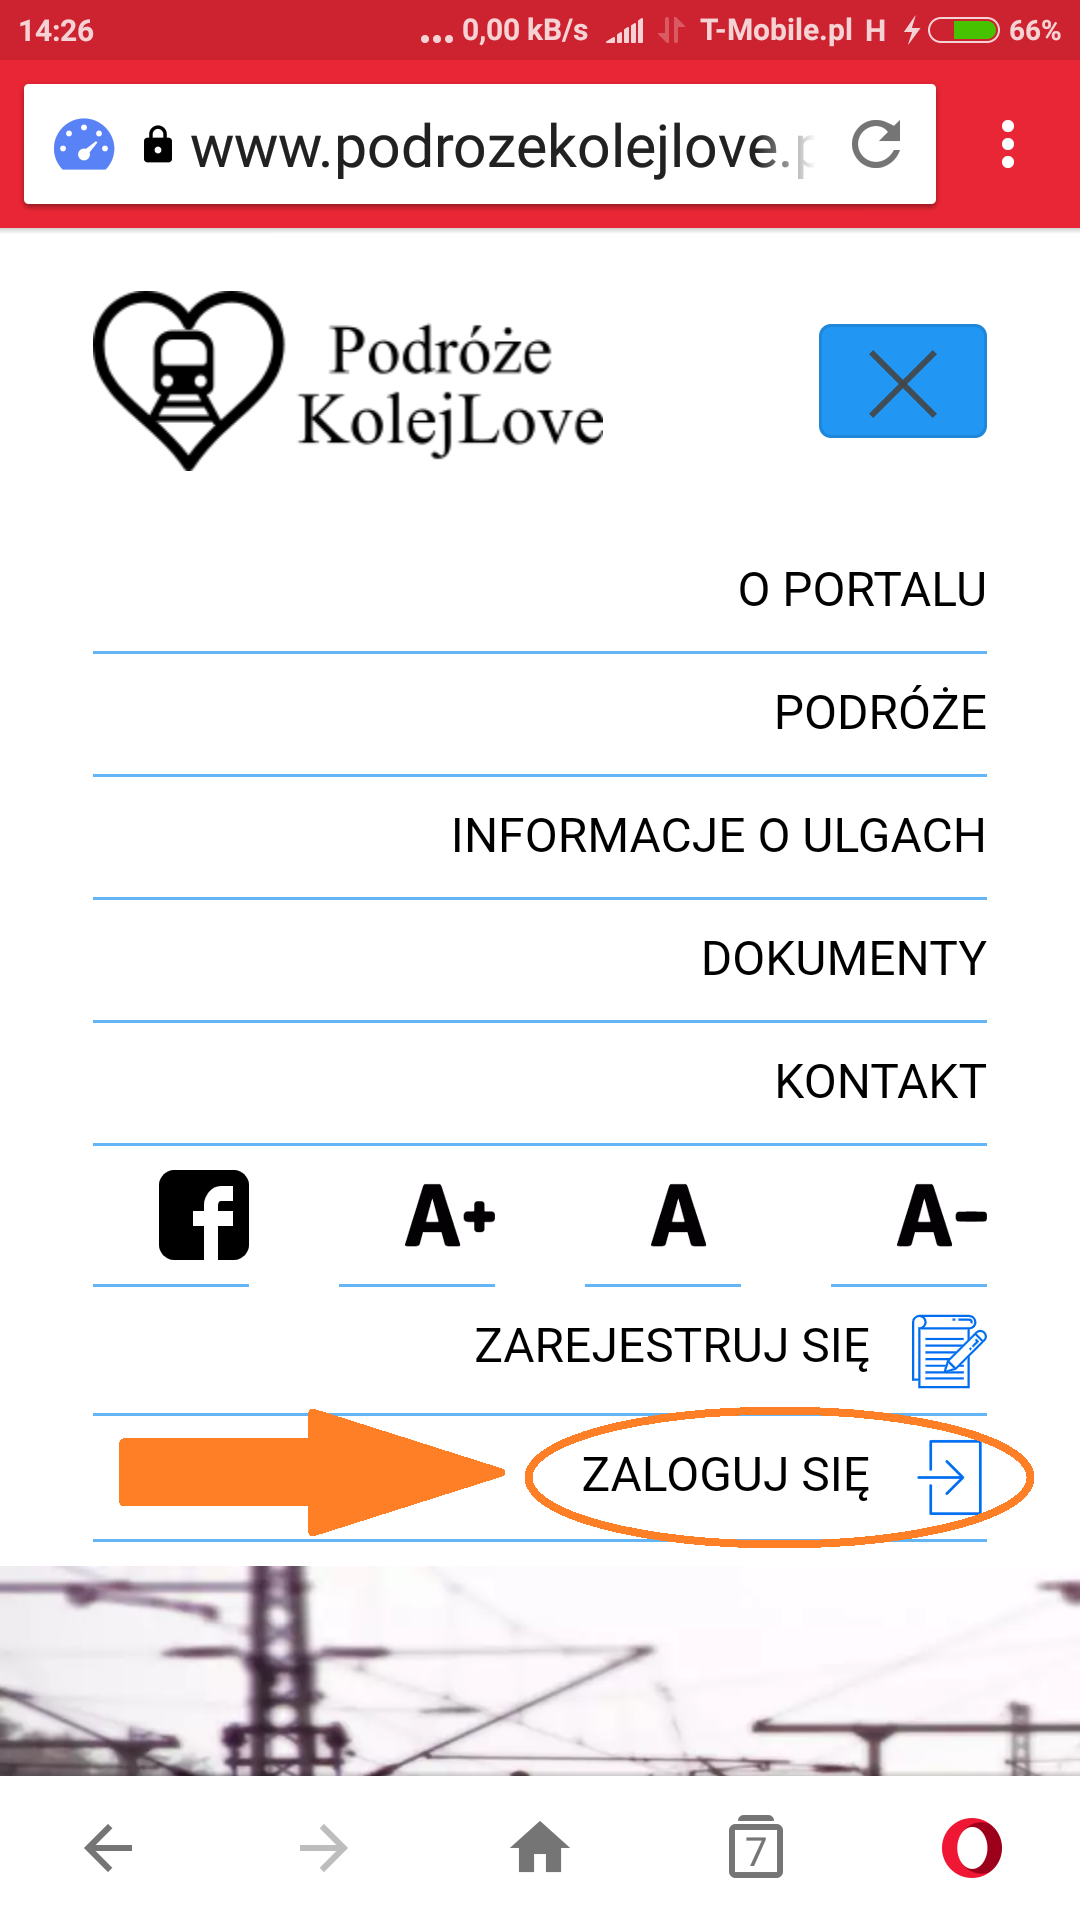 14:26 ... 0,00 kB/s T-Mobile.pl H 66%
www.podrozekolejlove.p
Podróże
KolejLove
O PORTALU
PODRÓŻE
INFORMACJE O ULGACH
DOKUMENTY
KONTAKT
f A+ A A-
ZAREJESTRUJ SIĘ
ZALOGUJ SIĘ
7